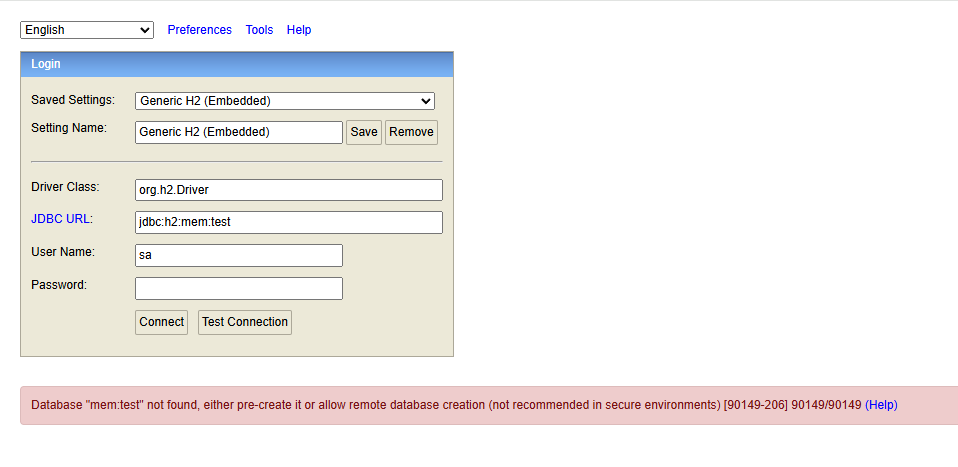 English Preferences Tools Help
Login
Saved Settings: Generic H2 (Embedded)
Setting Name: Generic H2 (Embedded) Save Remove
Driver Class: org.h2.Driver
JDBC URL: jdbc:h2:mem:test
User Name: sa
Password:
Connect Test Connection
Database "mem:test" not found, either pre-create it or allow remote database creation (not recommended in secure environments) [90149-206] 90149/90149 (Help)